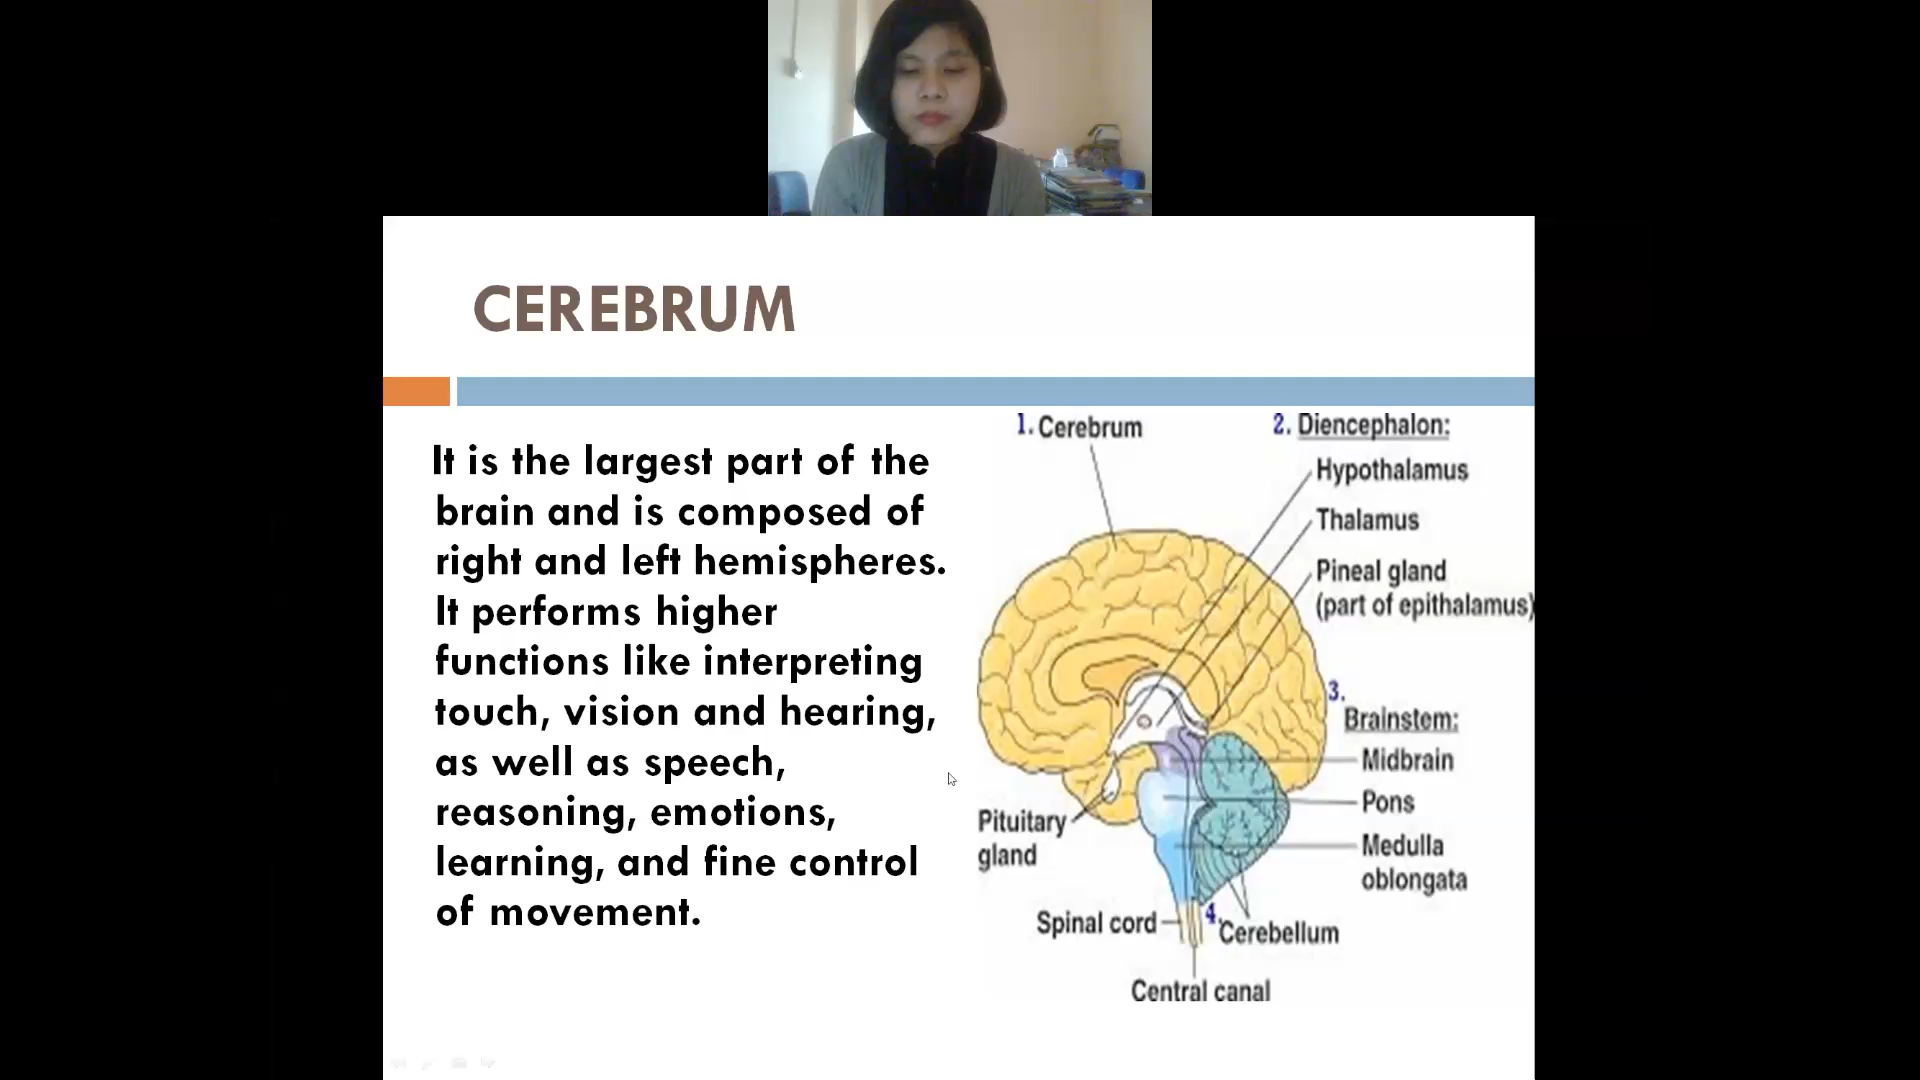 CEREBRUM
It is the largest part of the
brain and is composed of
right and left hemispheres.
It performs higher
functions like interpreting
touch, vision and hearing,
as well as speech,
reasoning, emotions,
learning, and fine control
of movement.
1. Cerebrum
2. Diencephalon:
Hypothalamus
Thalamus
Pineal gland
(part of epithalamus)
3.
Brainstem:
Midbrain
Pons
Medulla
oblongata
Pituitary
gland
Spinal cord
4. Cerebellum
Central canal